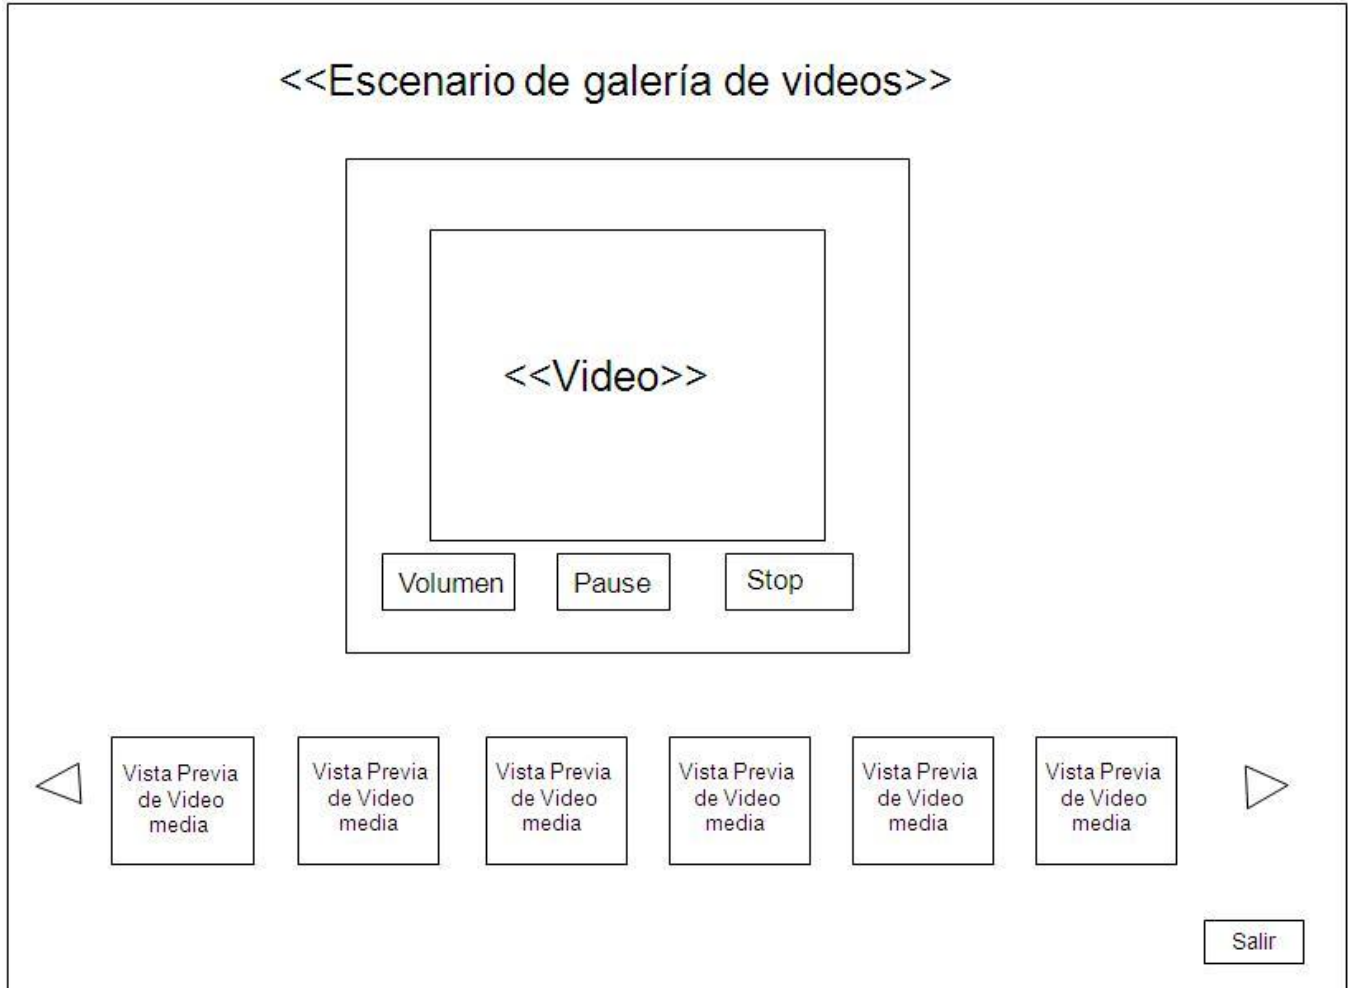 <<Escenario de galería de videos>>
<<Video>>
Volumen
Pause
Stop
Vista Previa
de Video
media
Vista Previa
de Video
media
Vista Previa
de Video
media
Vista Previa
de Video
media
Vista Previa
de Video
media
Vista Previa
de Video
media
Salir